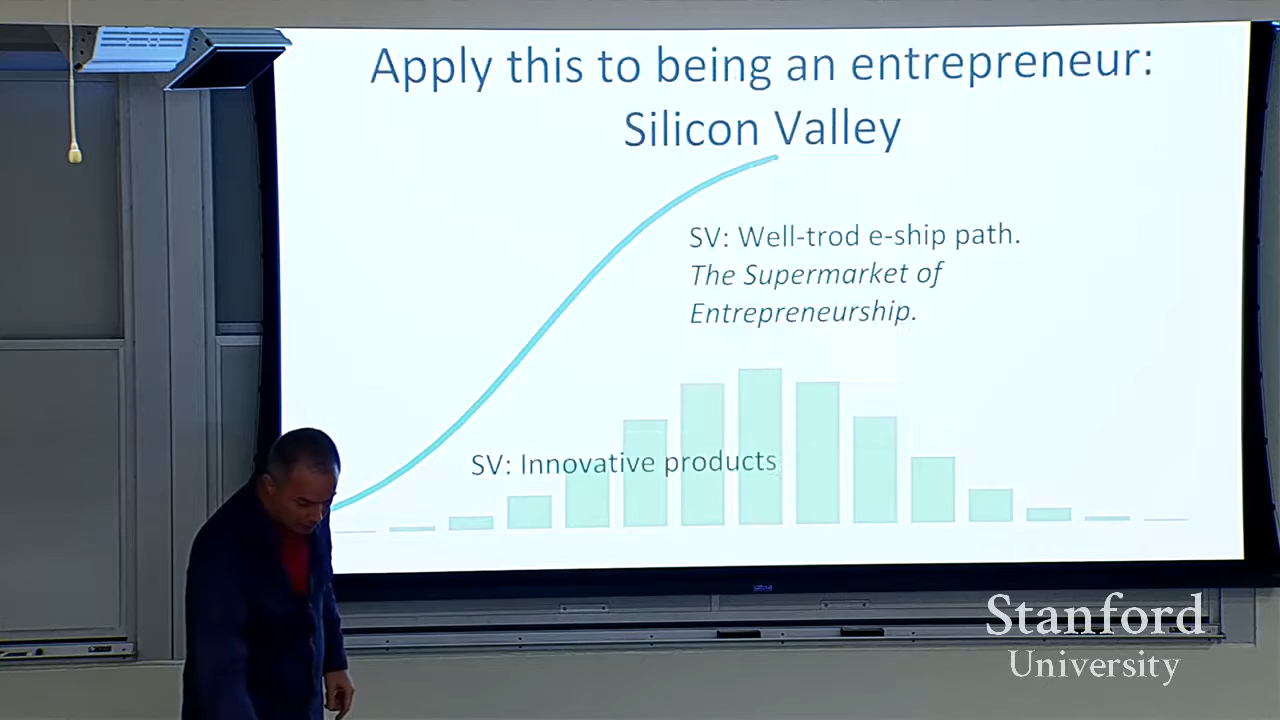 Apply this to being an entrepreneur:
Silicon Valley
SV: Well-trod e-ship path.
The Supermarket of
Entrepreneurship.
SV: Innovative products
Stanford
University